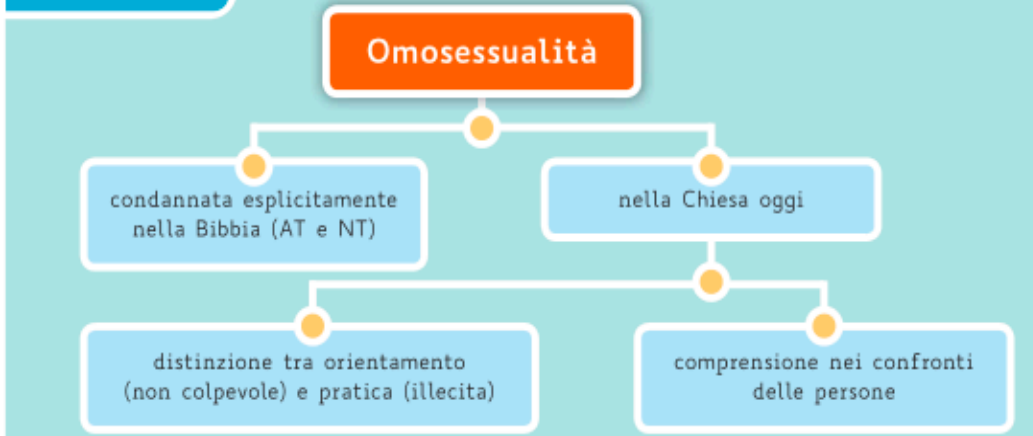 Omosessualità
condannata esplicitamente
nella Bibbia (AT e NT)
nella Chiesa oggi
distinzione tra orientamento
(non colpevole) e pratica (illecita)
comprensione nei confronti
delle persone